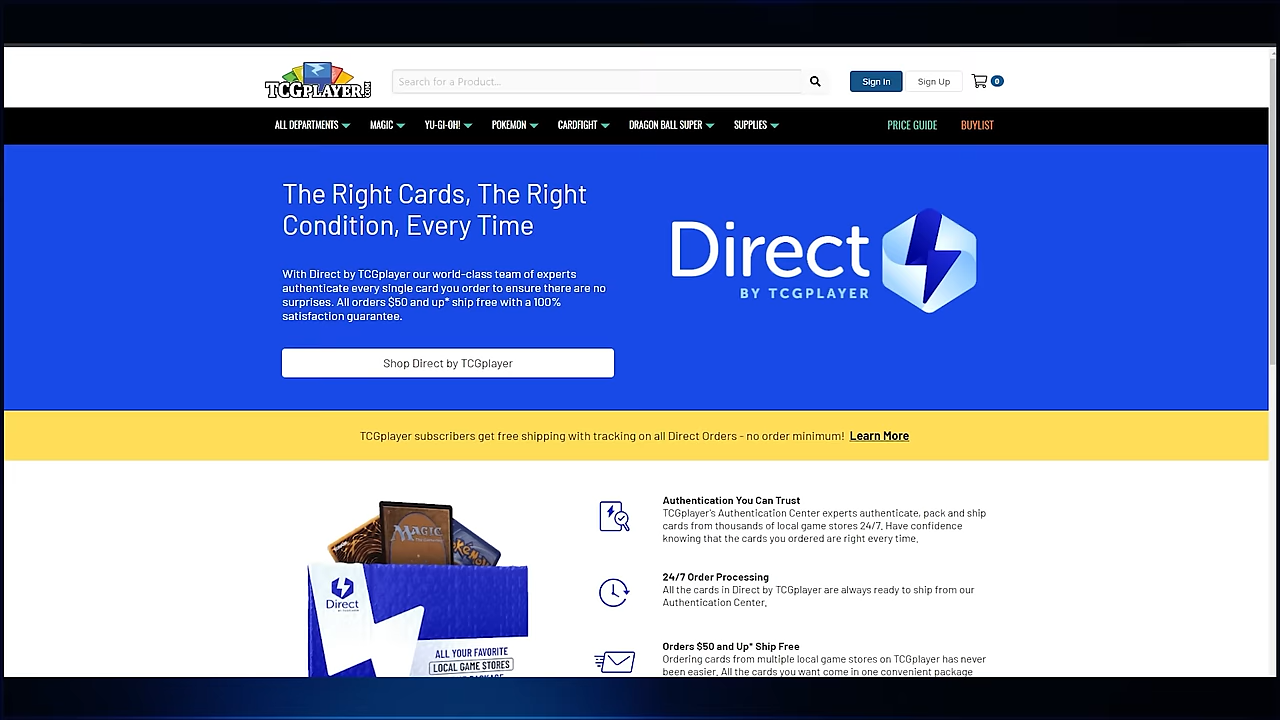 TCGPLAYER.COM
Search for a Product...
Sign In
Sign Up
0
ALL DEPARTMENTS
MAGIC
YU-GI-OH!
POKEMON
CARDFIGHT
DRAGON BALL SUPER
SUPPLIES
PRICE GUIDE
BUYLIST
The Right Cards, The Right
Condition, Every Time
With Direct by TCGplayer our world-class team of experts
authenticate every single card you order to ensure there are no
surprises. All orders $50 and up* ship free with a 100%
satisfaction guarantee.
Shop Direct by TCGplayer
Direct
BY TCGPLAYER
TCGplayer subscribers get free shipping with tracking on all Direct Orders - no order minimum! Learn More
MAGIC
POKÉMON
Direct
ALL YOUR FAVORITE
LOCAL GAME STORES
PACKAGE
Authentication You Can Trust
TCGplayer's Authentication Center experts authenticate, pack and ship
cards from thousands of local game stores 24/7. Have confidence
knowing that the cards you ordered are right every time.
24/7 Order Processing
All the cards in Direct by TCGplayer are always ready to ship from our
Authentication Center.
Orders $50 and Up* Ship Free
Ordering cards from multiple local game stores on TCGplayer has never
been easier. All the cards you want come in one convenient package